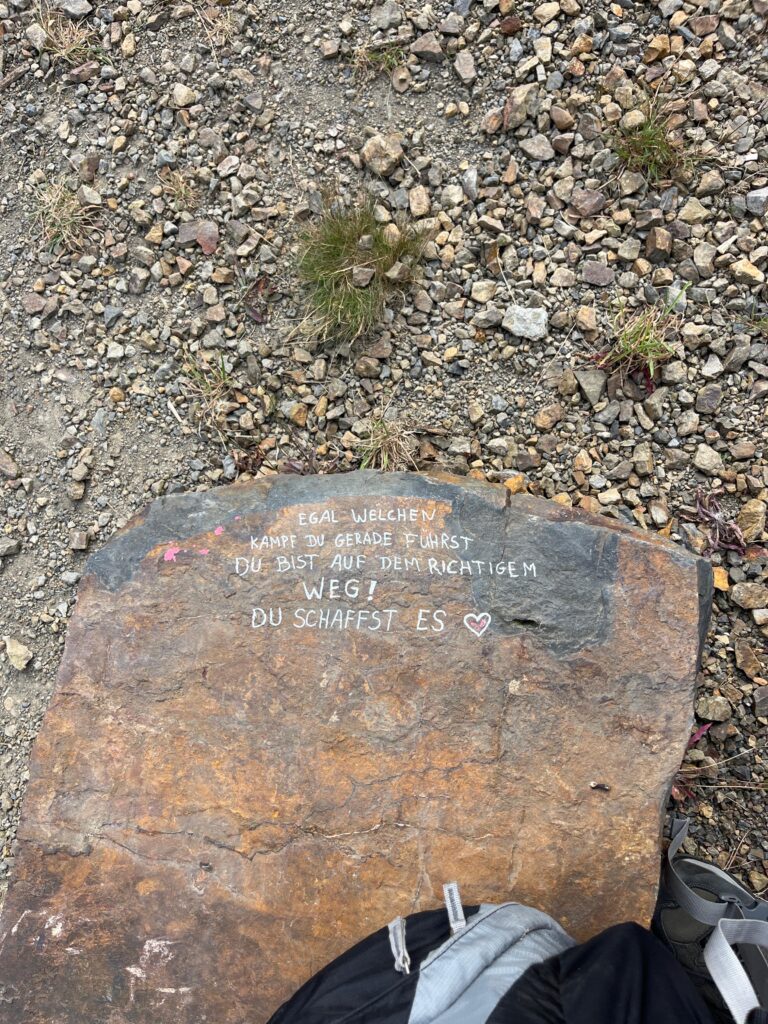 EGAL WELCHEN
KAMPF DU GERADE FÜHRST
DU BIST AUF DEM RICHTIGEM
WEG!
DU SCHAFFST ES ♡